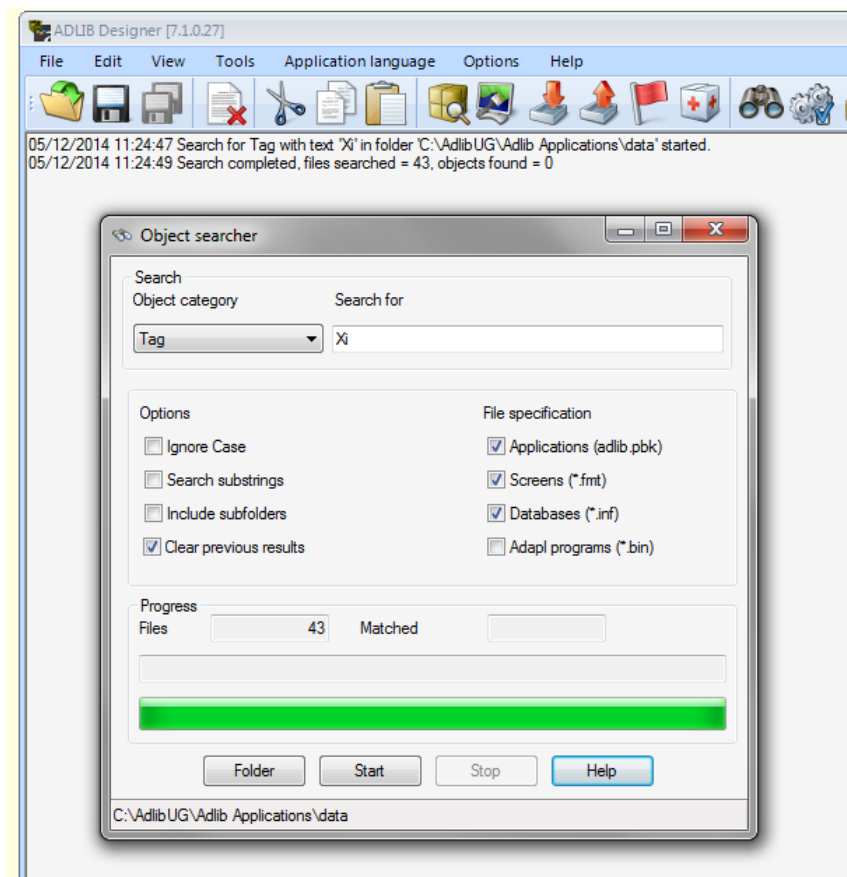 ADLIB Designer [7.1.0.27]
File Edit View Tools Application language Options Help
05/12/2014 11:24:47 Search for Tag with text 'Xi' in folder 'C:\AdlibUG\Adlib Applications\data' started.
05/12/2014 11:24:49 Search completed, files searched = 43, objects found = 0
Object searcher
Search
Object category Search for
Tag Xi
Options File specification
Ignore Case Applications (adlib.pbk)
Search substrings Screens (*.fmt)
Include subfolders Databases (*.inf)
Clear previous results Adapl programs (*.bin)
Progress
Files 43 Matched
Folder Start Stop Help
C:\AdlibUG\Adlib Applications\data